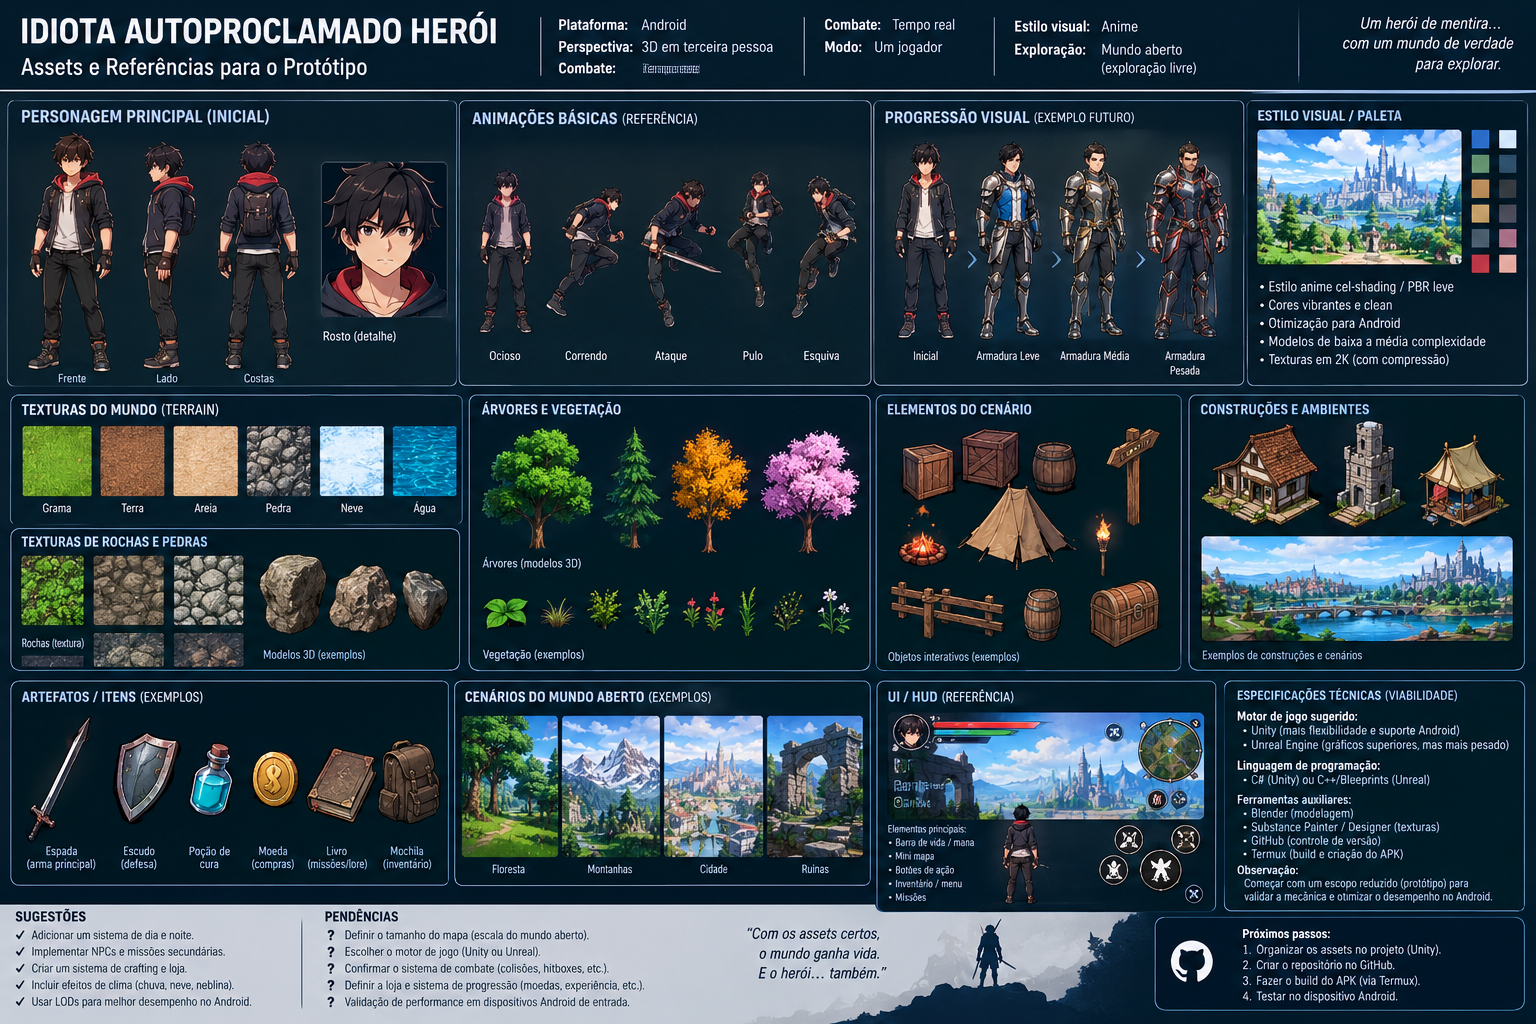 IDIOTA AUTOPROCLAMADO HERÓI
Assets e Referências para o Protótipo
Plataforma: Android
Perspectiva: 3D em terceira pessoa
Combate:
Combate: Tempo real
Modo: Um jogador
Estilo visual: Anime
Exploração: Mundo aberto
(exploração livre)
Um herói de mentira...
com um mundo de verdade
para explorar.
PERSONAGEM PRINCIPAL (INICIAL)
Frente
Lado
Costas
Rosto (detalhe)
ANIMAÇÕES BÁSICAS (REFERÊNCIA)
Ocioso
Correndo
Ataque
Pulo
Esquiva
PROGRESSÃO VISUAL (EXEMPLO FUTURO)
Inicial
Armadura Leve
Armadura Média
Armadura
Pesada
ESTILO VISUAL / PALETA
• Estilo anime cel-shading / PBR leve
• Cores vibrantes e clean
• Otimização para Android
• Modelos de baixa a média complexidade
• Texturas em 2K (com compressão)
TEXTURAS DO MUNDO (TERRAIN)
Grama
Terra
Areia
Pedra
Neve
Água
TEXTURAS DE ROCHAS E PEDRAS
Rochas (textura)
Modelos 3D (exemplos)
ÁRVORES E VEGETAÇÃO
Árvores (modelos 3D)
Vegetação (exemplos)
ELEMENTOS DO CENÁRIO
Objetos interativos (exemplos)
CONSTRUÇÕES E AMBIENTES
Exemplos de construções e cenários
ARTEFATOS / ITENS (EXEMPLOS)
Espada
(arma principal)
Escudo
(defesa)
Poção de
cura
Moeda
(compras)
Livro
(missões/lore)
Mochila
(inventário)
CENÁRIOS DO MUNDO ABERTO (EXEMPLOS)
Floresta
Montanhas
Cidade
Ruínas
UI / HUD (REFERÊNCIA)
Elementos principais:
• Barra de vida / mana
• Mini mapa
• Botões de ação
• Inventário / menu
• Missões
ESPECIFICAÇÕES TÉCNICAS (VIABILIDADE)
Motor de jogo sugerido:
• Unity (mais flexibilidade e suporte Android)
• Unreal Engine (gráficos superiores, mas mais pesado)
Linguagem de programação:
• C# (Unity) ou C++/Bleeprints (Unreal)
Ferramentas auxiliares:
• Blender (modelagem)
• Substance Painter / Designer (texturas)
• GitHub (controle de versão)
• Termux (build e criação do APK)
Observação:
Começar com um escopo reduzido (protótipo) para
validar a mecânica e otimizar o desempenho no Android.
SUGESTÕES
✓ Adicionar um sistema de dia e noite.
✓ Implementar NPCs e missões secundárias.
✓ Criar um sistema de crafting e loja.
✓ Incluir efeitos de clima (chuva, neve, neblina).
✓ Usar LODs para melhor desempenho no Android.
PENDÊNCIAS
? Definir o tamanho do mapa (escala do mundo aberto).
? Escolher o motor de jogo (Unity ou Unreal).
? Confirmar o sistema de combate (colisões, hitboxes, etc.).
? Definir a loja e sistema de progressão (moedas, experiência, etc.).
? Validação de performance em dispositivos Android de entrada.
"Com os assets certos,
o mundo ganha vida.
E o herói... também."
Próximos passos:
1. Organizar os assets no projeto (Unity).
2. Criar o repositório no GitHub.
3. Fazer o build do APK (via Termux).
4. Testar no dispositivo Android.